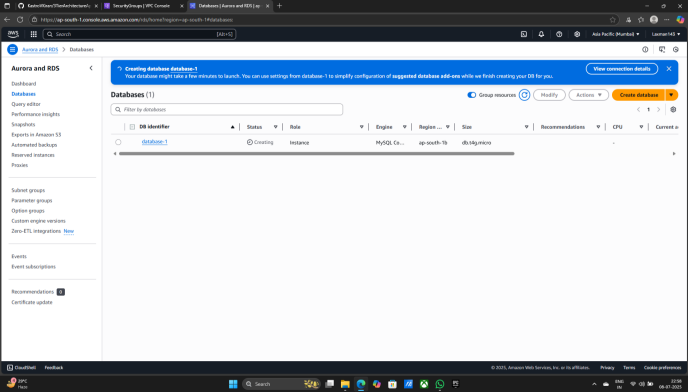 SecurityGroups | VPC Console
Databases | Aurora and RDS | ap-sou
https://ap-south-1.console.aws.amazon.com/rds/home?region=ap-south-1#databases:
aws
Search
[Alt+S]
Asia Pacific (Mumbai)
Laxman143
Aurora and RDS
Databases
Aurora and RDS
Dashboard
Databases
Query editor
Performance insights
Snapshots
Exports in Amazon S3
Automated backups
Reserved instances
Proxies
Subnet groups
Parameter groups
Option groups
Custom engine versions
Zero-ETL integrations New
Events
Event subscriptions
Recommendations 0
Certificate update
Creating database database-1
Your database might take a few minutes to launch. You can use settings from database-1 to simplify configuration of suggested database add-ons while we finish creating your DB for you.
View connection details
Databases (1)
Group resources
Modify
Actions
Create database
Filter by databases
1
DB identifier Status Role Engine Region ... Size Recommendations CPU Current a
database-1 Creating Instance MySQL Co... ap-south-1b db.t4g.micro -
CloudShell Feedback
© 2025, Amazon Web Services, Inc. or its affiliates. Privacy Terms Cookie preferences
29°C
Haze
Search
ENG
IN
22:58
08-07-2025